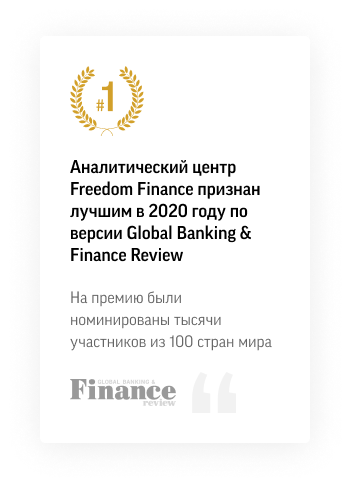 #1
Аналитический центр
Freedom Finance признан
лучшим в 2020 году по
версии Global Banking &
Finance Review
На премию были
номинированы тысячи
участников из 100 стран мира
GLOBAL BANKING &
Finance
review
“